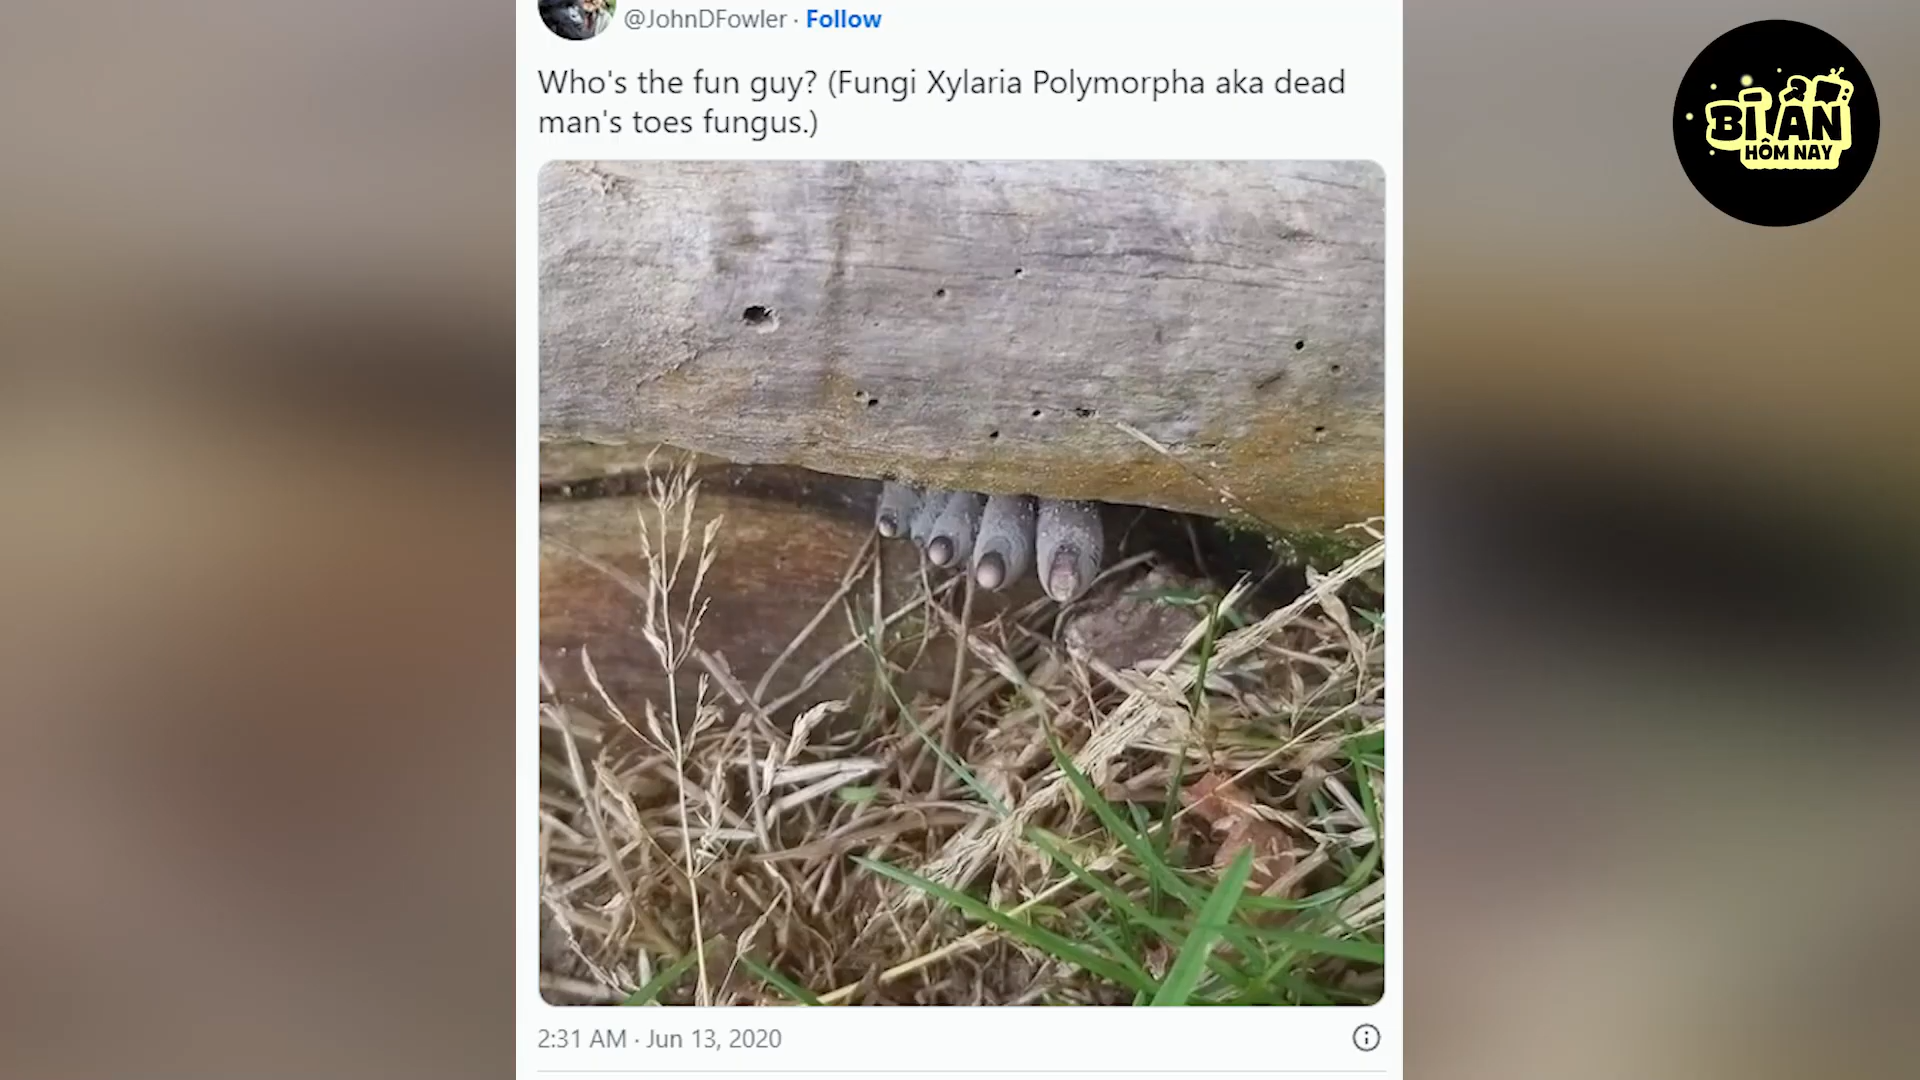 @JohnDFowler · Follow
Who's the fun guy? (Fungi Xylaria Polymorpha aka dead
man's toes fungus.)
2:31 AM · Jun 13, 2020
BÍ ẨN
HÔM NAY